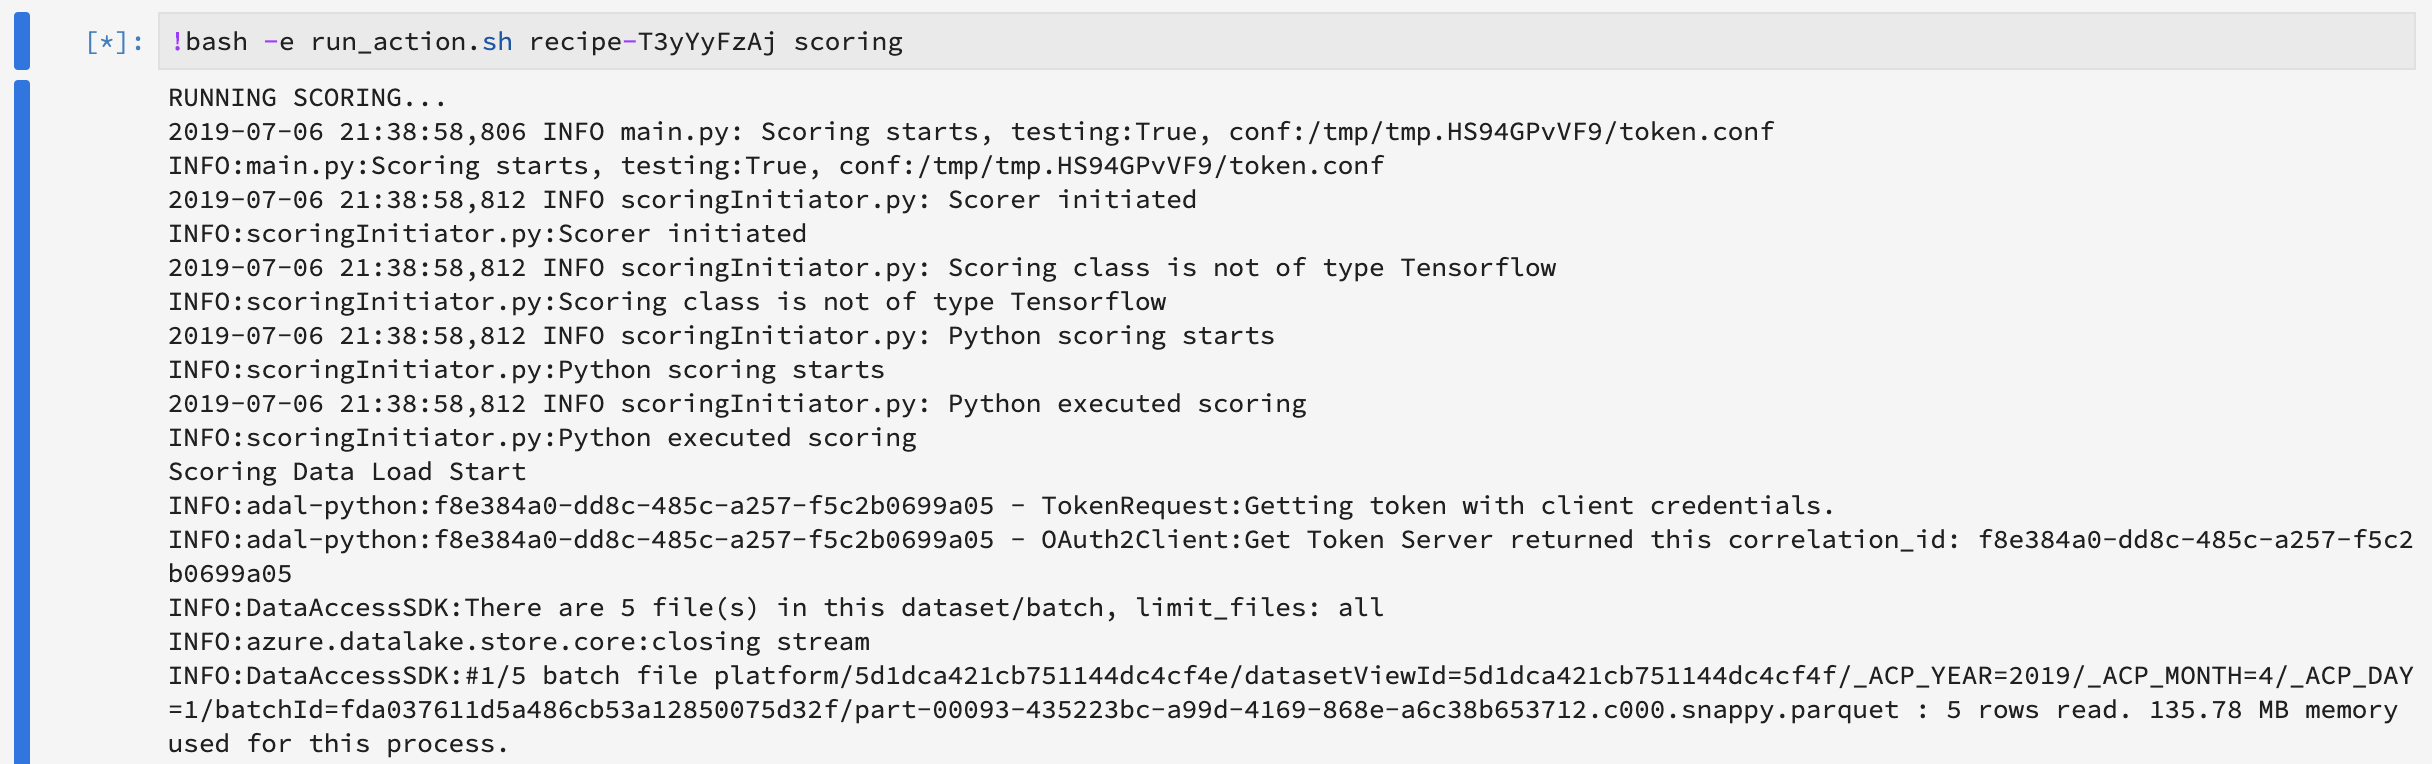 [*]: !bash -e run_action.sh recipe-T3yYyFzAj scoring
RUNNING SCORING...
2019-07-06 21:38:58,806 INFO main.py: Scoring starts, testing:True, conf:/tmp/tmp.HS94GPvVF9/token.conf
INFO:main.py:Scoring starts, testing:True, conf:/tmp/tmp.HS94GPvVF9/token.conf
2019-07-06 21:38:58,812 INFO scoringInitiator.py: Scorer initiated
INFO:scoringInitiator.py:Scorer initiated
2019-07-06 21:38:58,812 INFO scoringInitiator.py: Scoring class is not of type Tensorflow
INFO:scoringInitiator.py:Scoring class is not of type Tensorflow
2019-07-06 21:38:58,812 INFO scoringInitiator.py: Python scoring starts
INFO:scoringInitiator.py:Python scoring starts
2019-07-06 21:38:58,812 INFO scoringInitiator.py: Python executed scoring
INFO:scoringInitiator.py:Python executed scoring
Scoring Data Load Start
INFO:adal-python:f8e384a0-dd8c-485c-a257-f5c2b0699a05 - TokenRequest:Getting token with client credentials.
INFO:adal-python:f8e384a0-dd8c-485c-a257-f5c2b0699a05 - OAuth2Client:Get Token Server returned this correlation_id: f8e384a0-dd8c-485c-a257-f5c2
b0699a05
INFO:DataAccessSDK:There are 5 file(s) in this dataset/batch, limit_files: all
INFO:azure.datalake.store.core:closing stream
INFO:DataAccessSDK:#1/5 batch file platform/5d1dca421cb751144dc4cf4e/datasetViewId=5d1dca421cb751144dc4cf4f/_ACP_YEAR=2019/_ACP_MONTH=4/_ACP_DAY
=1/batchId=fda037611d5a486cb53a12850075d32f/part-00093-435223bc-a99d-4169-868e-a6c38b653712.c000.snappy.parquet : 5 rows read. 135.78 MB memory
used for this process.